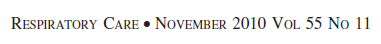 RESPIRATORY CARE • NOVEMBER 2010 VOL 55 NO 11